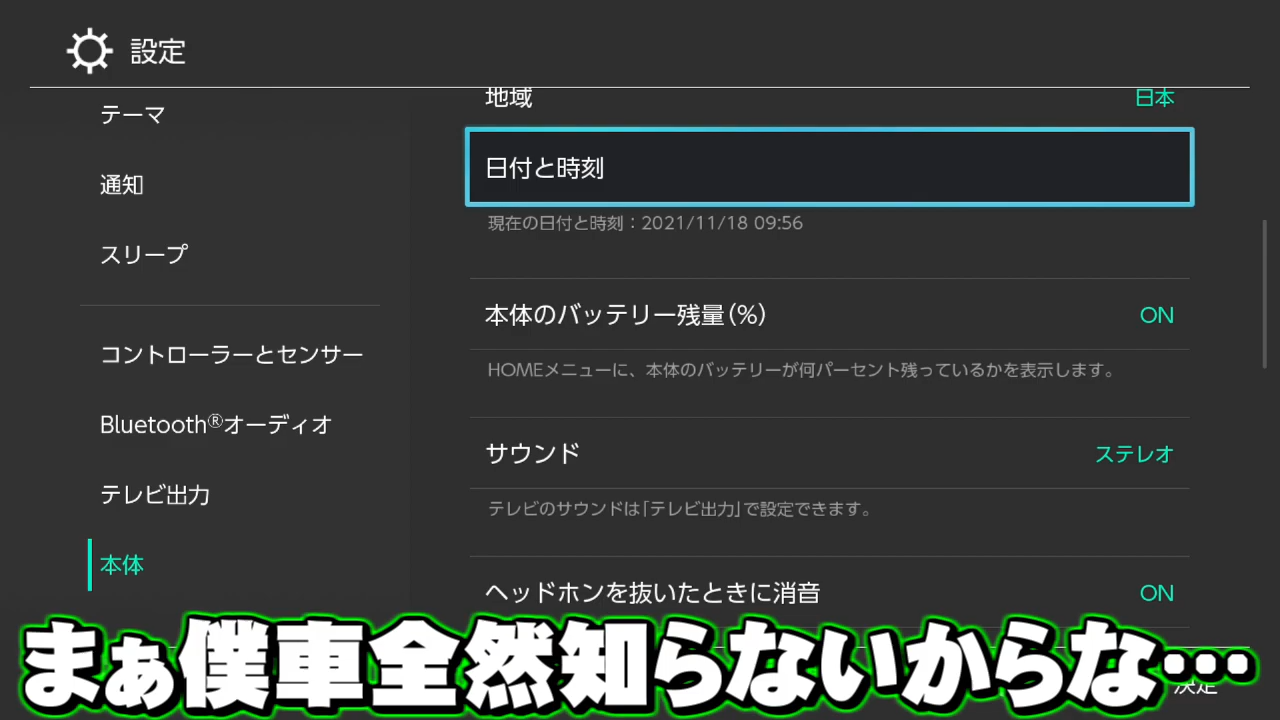 設定
テーマ
通知
スリープ
コントローラーとセンサー
Bluetooth®オーディオ
テレビ出力
本体
地域 日本
日付と時刻
現在の日付と時刻：2021/11/18 09:56
本体のバッテリー残量(%) ON
HOMEメニューに、本体のバッテリーが何パーセント残っているかを表示します。
サウンド ステレオ
テレビのサウンドは「テレビ出力」で設定できます。
ヘッドホンを抜いたときに消音 ON
まぁ僕車全然知らないからな…
決定